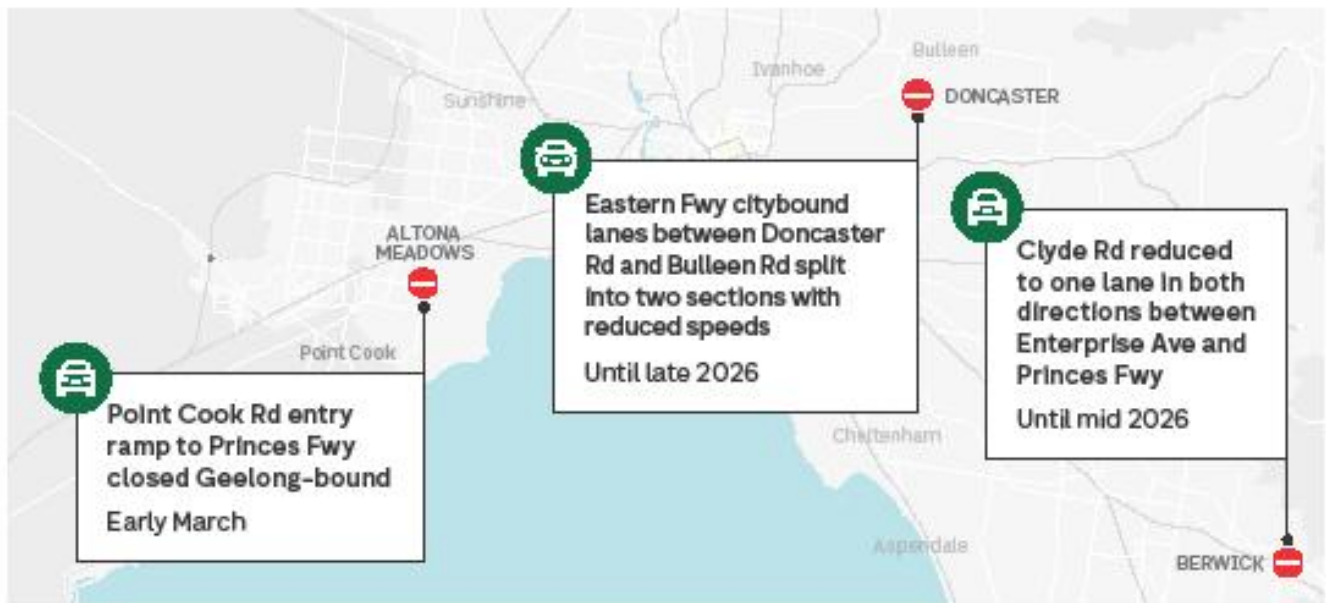 Bulleen
Ivanhoe
Sunshine
DONCASTER
Eastern Fwy citybound
lanes between Doncaster
Rd and Bulleen Rd split
into two sections with
reduced speeds
Until late 2026
Clyde Rd reduced
to one lane in both
directions between
Enterprise Ave and
Princes Fwy
Until mid 2026
ALTONA
MEADOWS
Point Cook
Point Cook Rd entry
ramp to Princes Fwy
closed Geelong-bound
Early March
Cheltenham
Aspendale
BERWICK